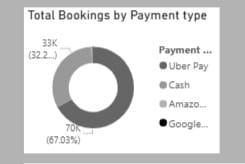 Total Bookings by Payment type
33K
(32.2...)
Payment ...
Uber Pay
Cash
Amazo...
Google...
70K
(67.03%)